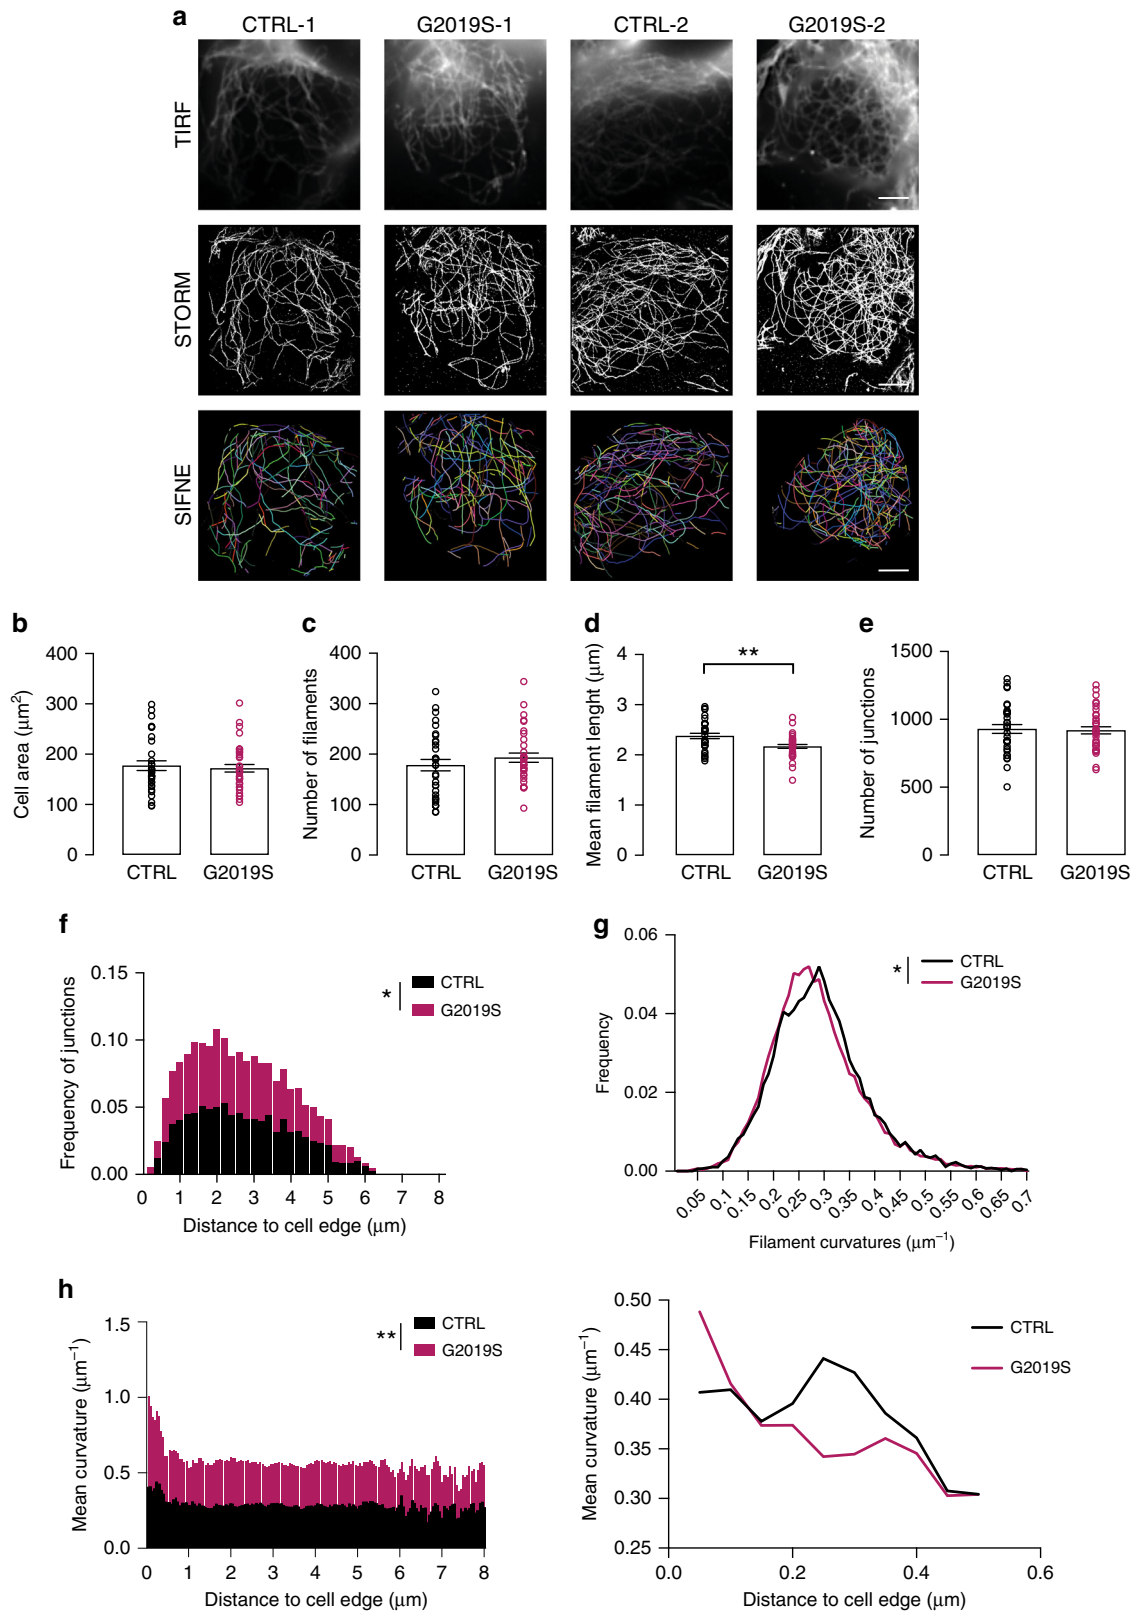 a
CTRL-1 G2019S-1 CTRL-2 G2019S-2
TIRF
STORM
SIFNE
b
Cell area (μm²)
400
300
200
100
0
CTRL G2019S
c
Number of filaments
400
300
200
100
0
CTRL G2019S
d
Mean filament lenght (μm)
4
3
2
1
0
**
CTRL G2019S
e
Number of junctions
1500
1000
500
0
CTRL G2019S
f
Frequency of junctions
0.15
0.10
0.05
0.00
0 1 2 3 4 5 6 7 8
Distance to cell edge (μm)
*
CTRL
G2019S
g
Frequency
0.06
0.04
0.02
0.00
0.05 0.1 0.15 0.2 0.25 0.3 0.35 0.4 0.45 0.5 0.55 0.6 0.65 0.7
Filament curvatures (μm⁻¹)
*
CTRL
G2019S
h
Mean curvature (μm⁻¹)
1.5
1.0
0.5
0.0
0 1 2 3 4 5 6 7 8
Distance to cell edge (μm)
**
CTRL
G2019S
Mean curvature (μm⁻¹)
0.50
0.45
0.40
0.35
0.30
0.25
0.0 0.2 0.4 0.6
Distance to cell edge (μm)
CTRL
G2019S